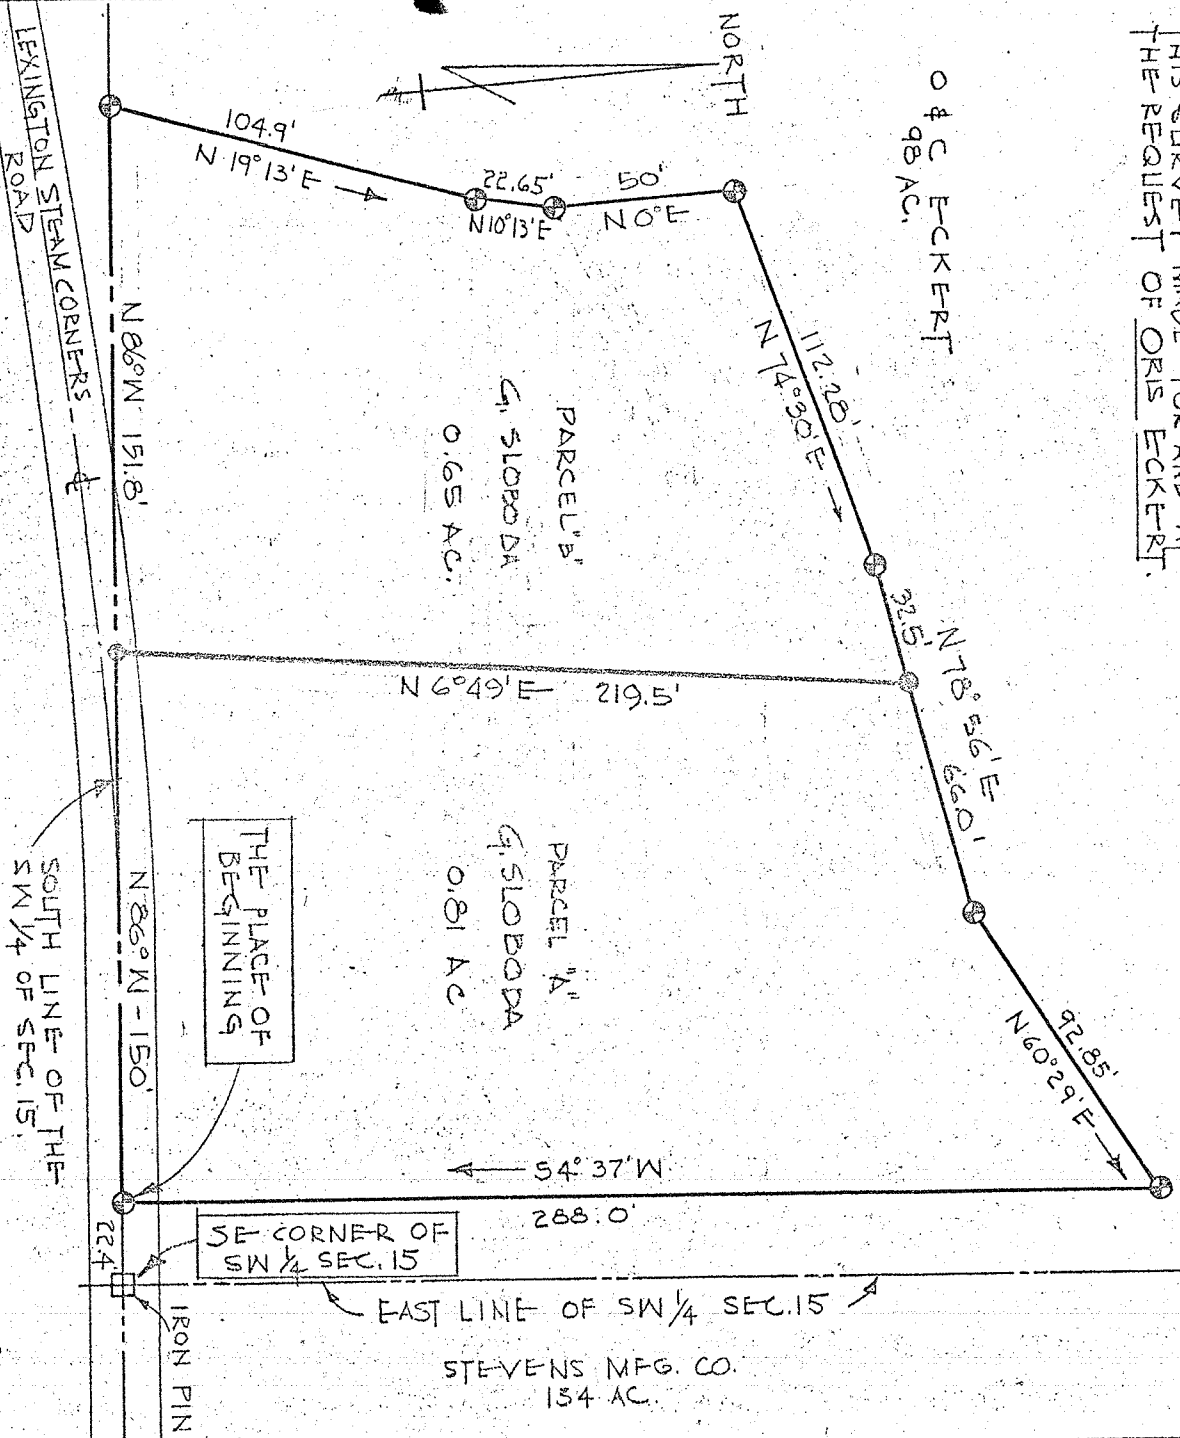 THE REQUEST OF ORIS ECKERT.
O & C ECKERT
98 AC.
NORTH
104.9'
N 19°13'E
22.65'
N10°13'E
50'
N 0°E
112.28'
N 74°30'E
32.5'
N 78°56'E
66.0'
92.85'
N 60°29'E
PARCEL "B"
G. SLOBODA
0.65 AC.
N 6°49'E 219.5'
PARCEL "A"
G. SLOBODA
0.81 AC
THE PLACE OF
BEGINNING
N 86°W 151.8'
N 86°W - 150'
LEXINGTON STEAM CORNERS
ROAD
SOUTH LINE OF THE
SW 1/4 OF SEC. 15.
S4°37'W
288.0'
22.4'
SE CORNER OF
SW 1/4 SEC. 15
IRON PIN
EAST LINE OF SW 1/4 SEC. 15
STEVENS MFG. CO.
134 AC.